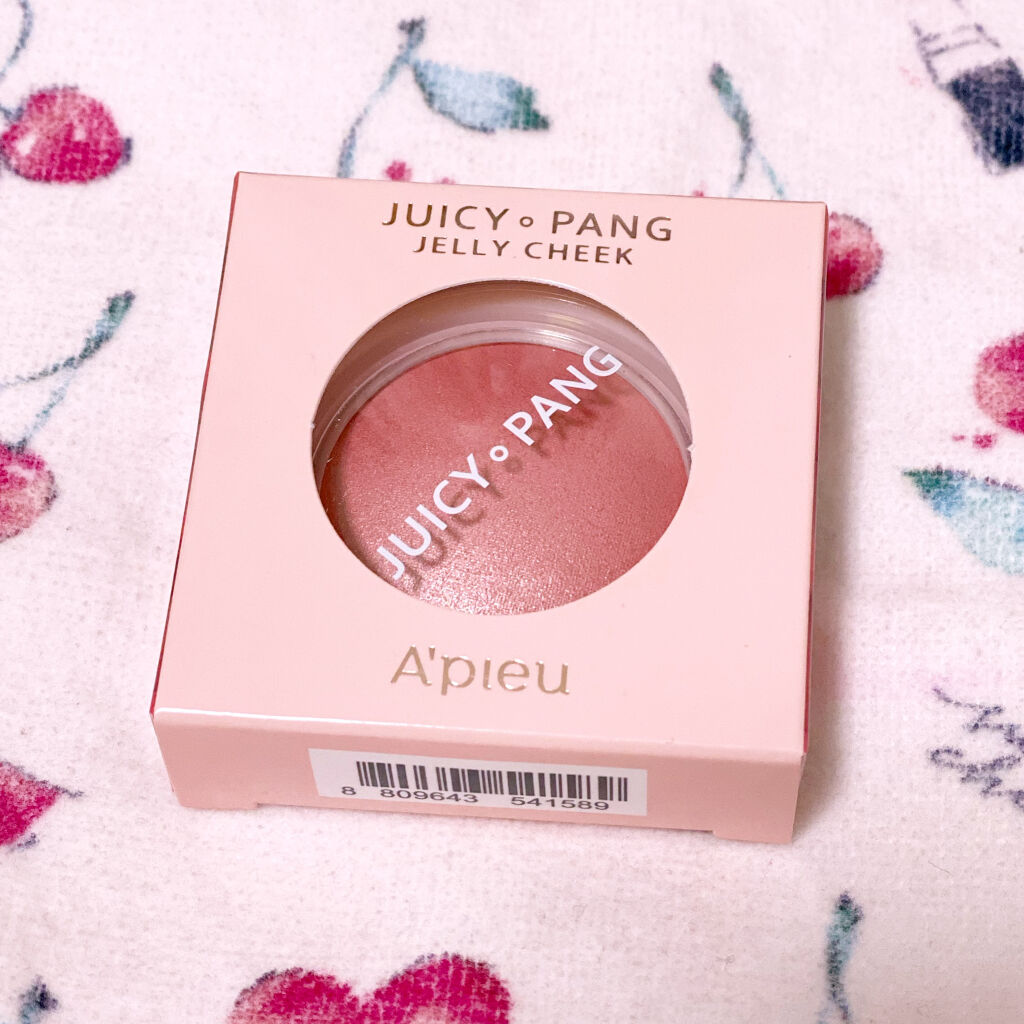 JUICY○PANG
JELLY CHEEK
JUICY○PANG
A'pieu
8 809643 541589